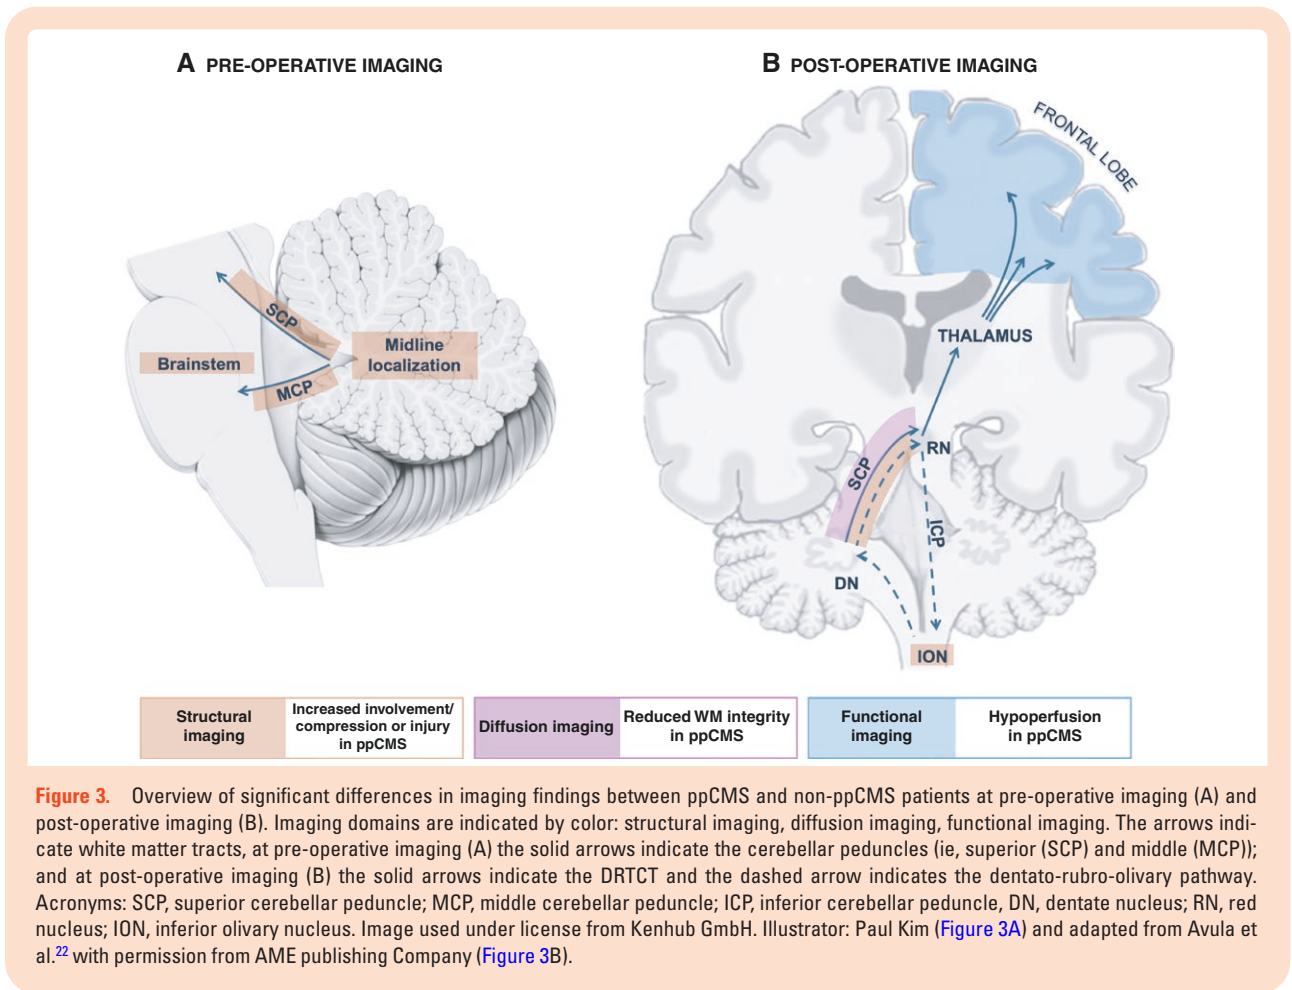 A PRE-OPERATIVE IMAGING
SCP
Brainstem
Midline
localization
MCP
B POST-OPERATIVE IMAGING
FRONTAL LOBE
THALAMUS
RN
SCP
ICP
DN
ION
Structural
imaging
Increased involvement/
compression or injury
in ppCMS
Diffusion imaging
Reduced WM integrity
in ppCMS
Functional
imaging
Hypoperfusion
in ppCMS
Figure 3. Overview of significant differences in imaging findings between ppCMS and non-ppCMS patients at pre-operative imaging (A) and
post-operative imaging (B). Imaging domains are indicated by color: structural imaging, diffusion imaging, functional imaging. The arrows indi-
cate white matter tracts, at pre-operative imaging (A) the solid arrows indicate the cerebellar peduncles (ie, superior (SCP) and middle (MCP));
and at post-operative imaging (B) the solid arrows indicate the DRTCT and the dashed arrow indicates the dentato-rubro-olivary pathway.
Acronyms: SCP, superior cerebellar peduncle; MCP, middle cerebellar peduncle; ICP, inferior cerebellar peduncle, DN, dentate nucleus; RN, red
nucleus; ION, inferior olivary nucleus. Image used under license from Kenhub GmbH. Illustrator: Paul Kim (Figure 3A) and adapted from Avula et
al.22 with permission from AME publishing Company (Figure 3B).